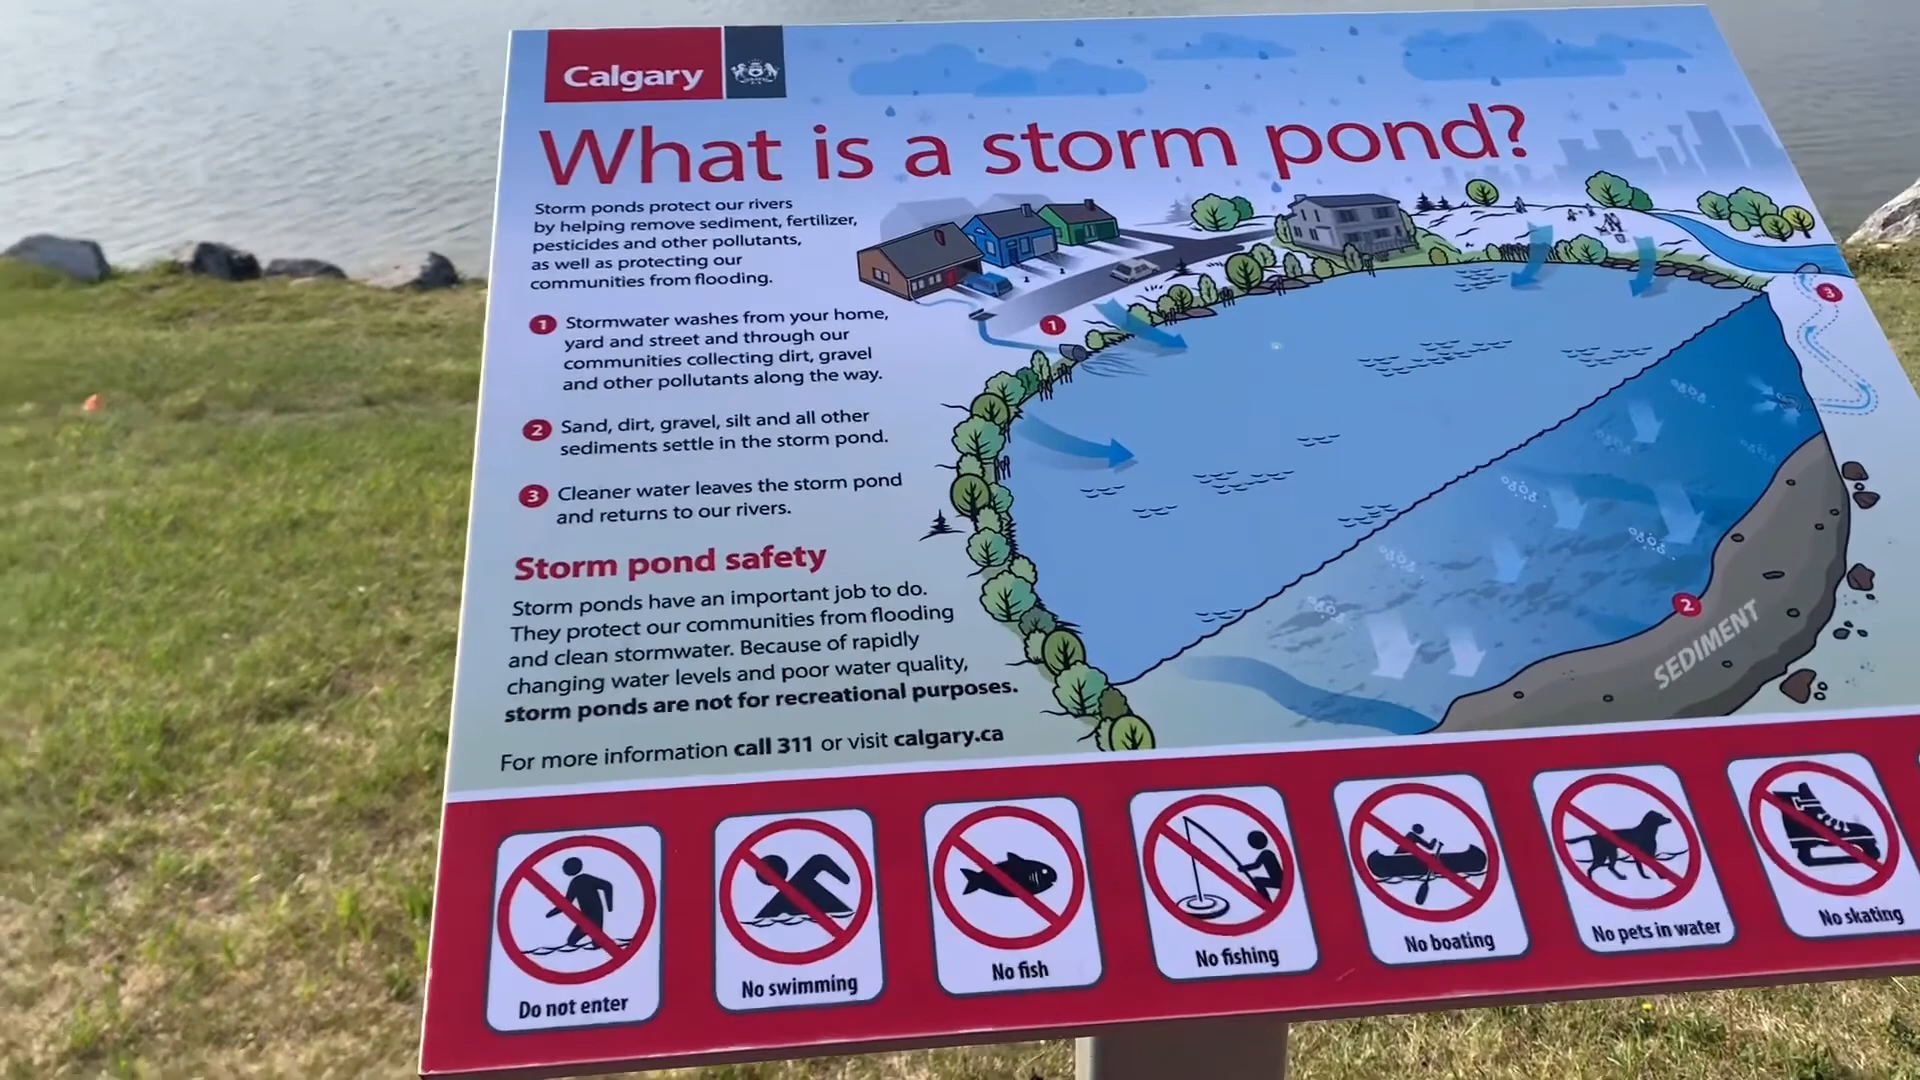 Calgary
What is a storm pond?
Storm ponds protect our rivers
by helping remove sediment, fertilizer,
pesticides and other pollutants,
as well as protecting our
communities from flooding.
1 Stormwater washes from your home,
yard and street and through our
communities collecting dirt, gravel
and other pollutants along the way.
2 Sand, dirt, gravel, silt and all other
sediments settle in the storm pond.
3 Cleaner water leaves the storm pond
and returns to our rivers.
Storm pond safety
Storm ponds have an important job to do.
They protect our communities from flooding
and clean stormwater. Because of rapidly
changing water levels and poor water quality,
storm ponds are not for recreational purposes.
For more information call 311 or visit calgary.ca
1
3
2
SEDIMENT
Do not enter
No swimming
No fish
No fishing
No boating
No pets in water
No skating